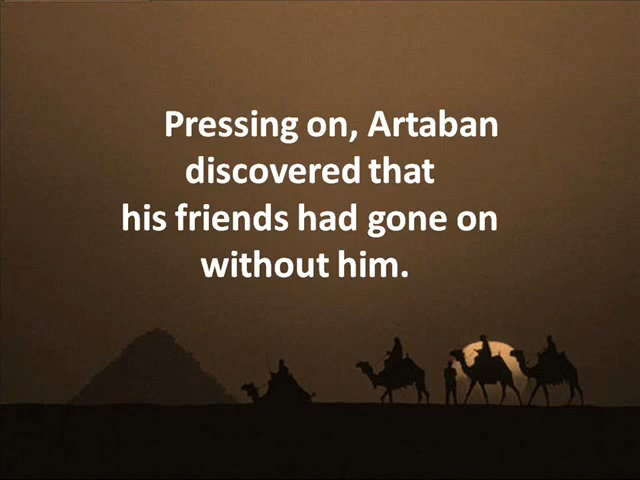 Pressing on, Artaban
discovered that
his friends had gone on
without him.